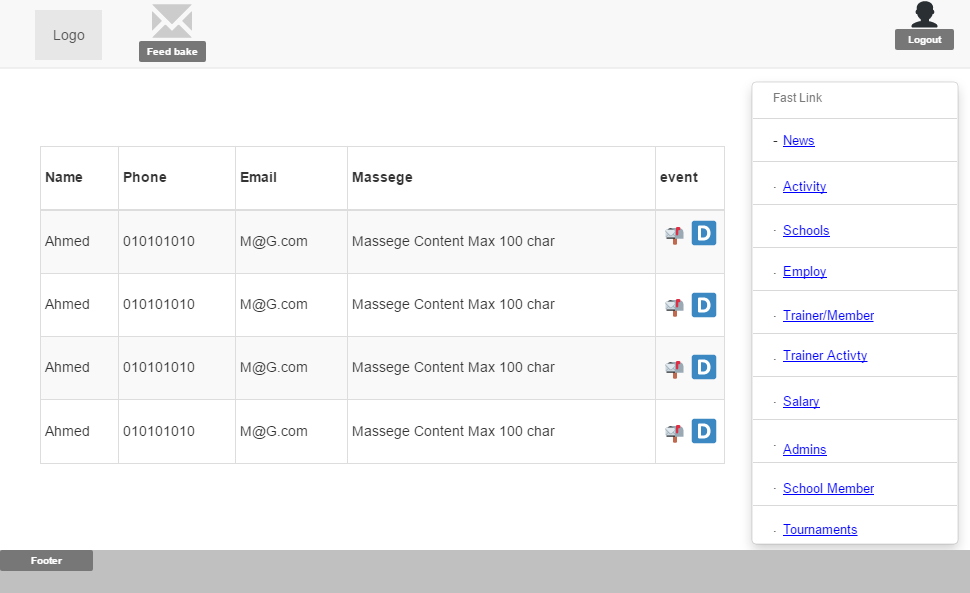 Logo
Feed bake
Logout
Fast Link
- News
· Activity
· Schools
· Employ
· Trainer/Member
· Trainer Activty
· Salary
· Admins
· School Member
· Tournaments
Name Phone Email Massege event
Ahmed 010101010 M@G.com Massege Content Max 100 char D
Ahmed 010101010 M@G.com Massege Content Max 100 char D
Ahmed 010101010 M@G.com Massege Content Max 100 char D
Ahmed 010101010 M@G.com Massege Content Max 100 char D
Footer